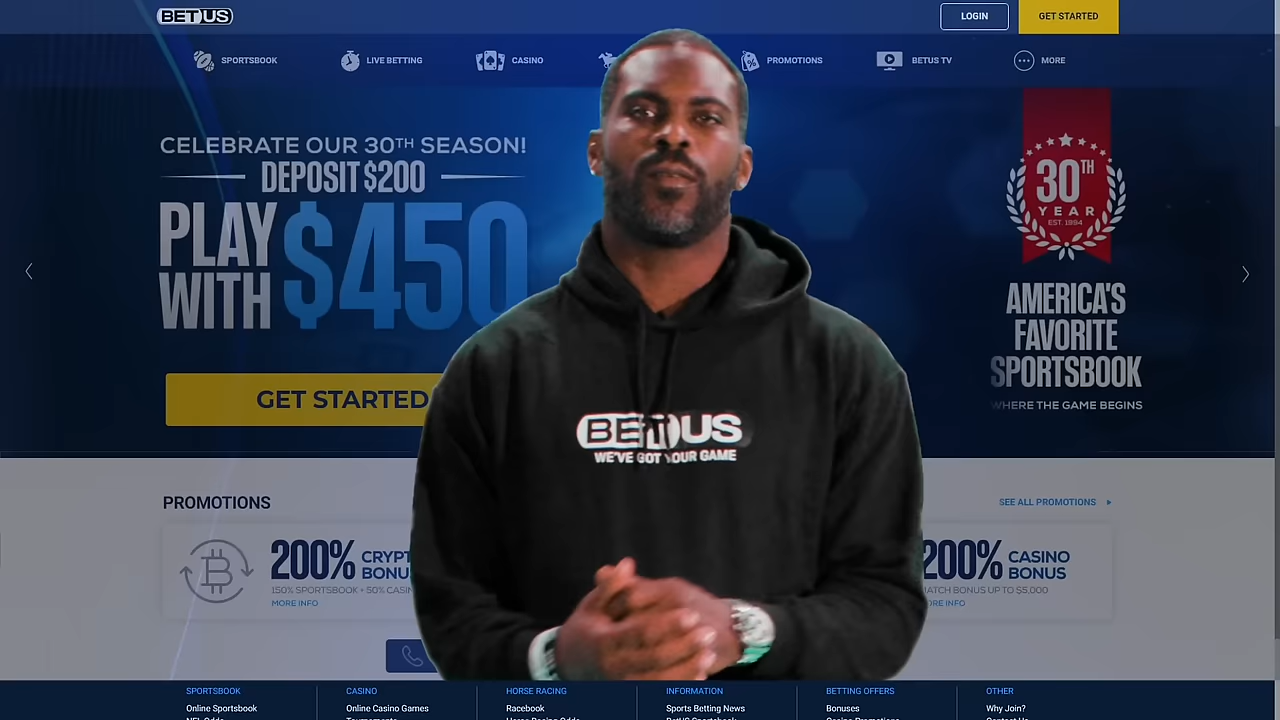 BETUS
LOGIN
GET STARTED
SPORTSBOOK
LIVE BETTING
CASINO
PROMOTIONS
BETUS TV
MORE
CELEBRATE OUR 30TH SEASON!
DEPOSIT $200
PLAY
WITH
$450
GET STARTED
30TH
YEAR
EST. 1994
AMERICA'S
FAVORITE
SPORTSBOOK
WHERE THE GAME BEGINS
BETUS
WE'VE GOT YOUR GAME
PROMOTIONS
SEE ALL PROMOTIONS
200%
CRYPT
BONU
150% SPORTSBOOK + 50% CASIN
MORE INFO
200%
CASINO
BONUS
ATCH BONUS UP TO $5,000
ORE INFO
SPORTSBOOK
CASINO
HORSE RACING
INFORMATION
BETTING OFFERS
OTHER
Online Sportsbook
Online Casino Games
Racebook
Sports Betting News
Bonuses
Why Join?